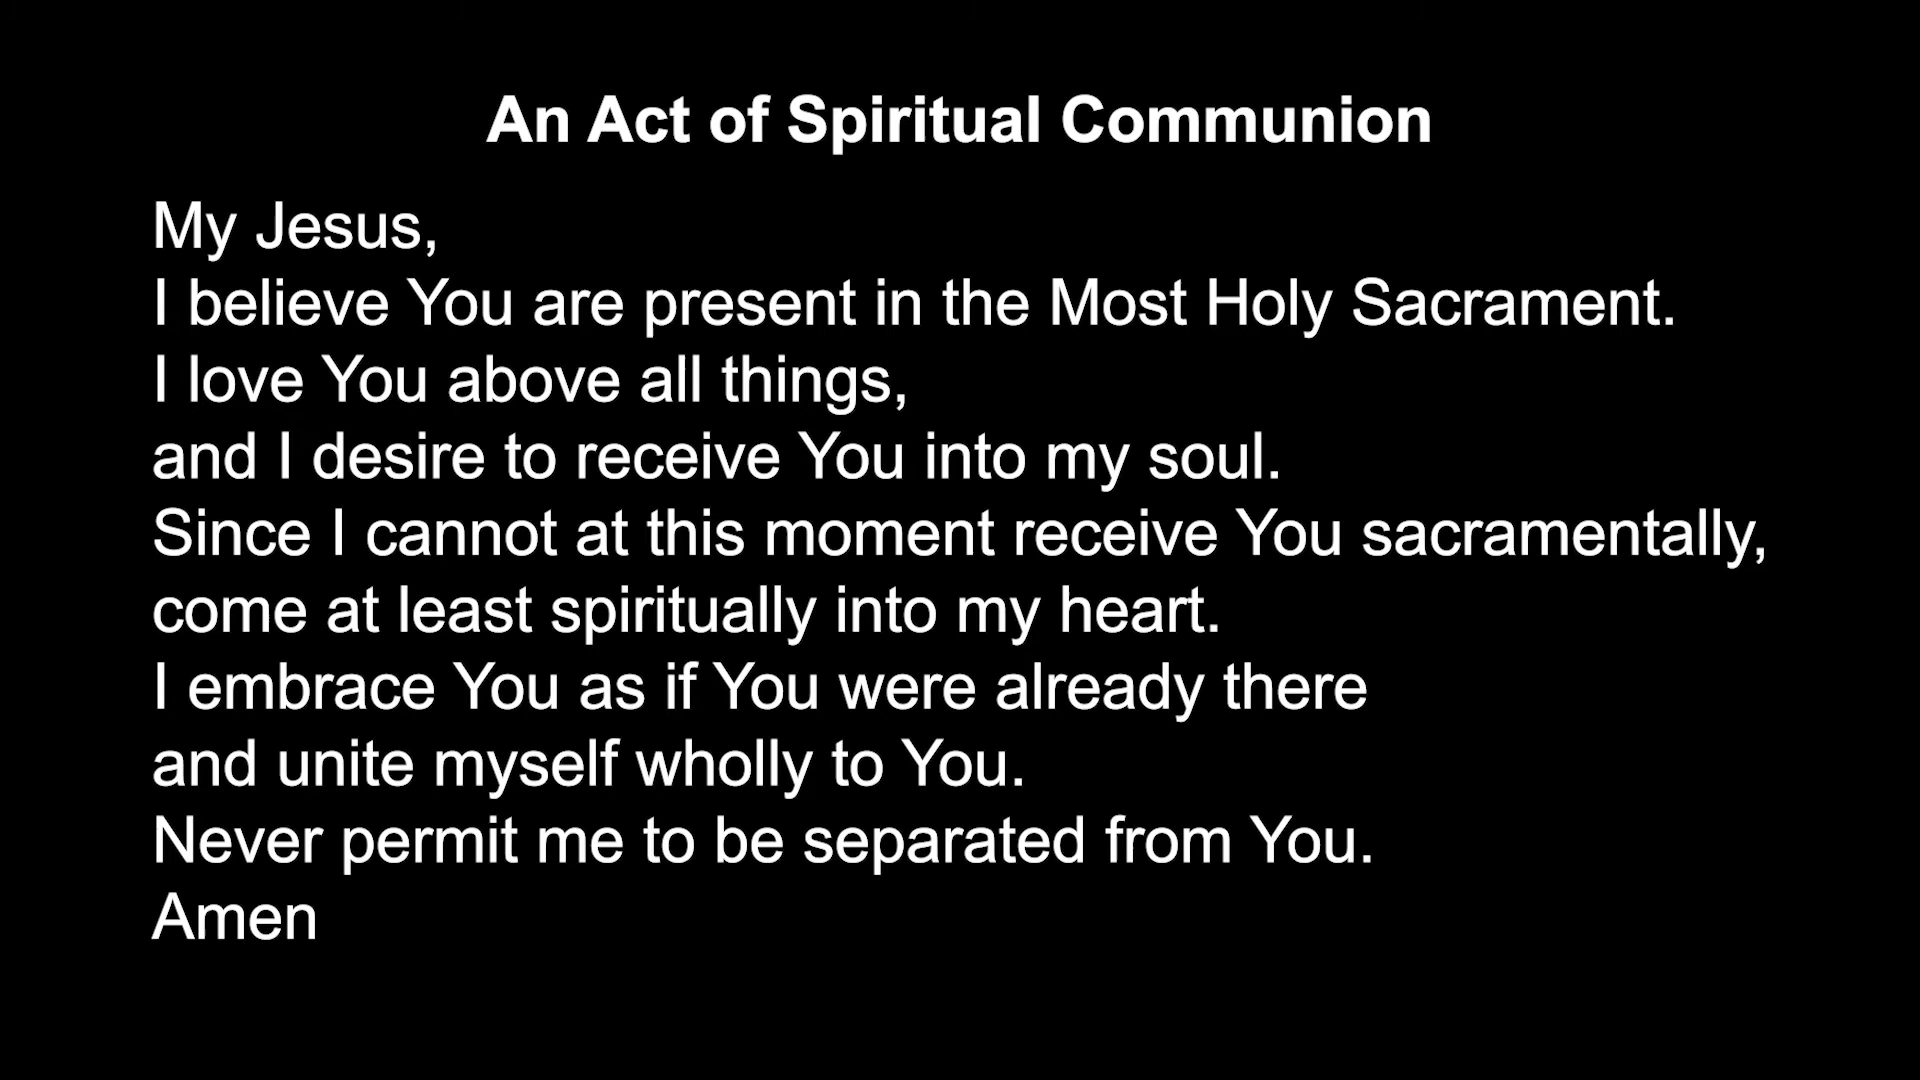 An Act of Spiritual Communion
My Jesus,
I believe You are present in the Most Holy Sacrament.
I love You above all things,
and I desire to receive You into my soul.
Since I cannot at this moment receive You sacramentally,
come at least spiritually into my heart.
I embrace You as if You were already there
and unite myself wholly to You.
Never permit me to be separated from You.
Amen